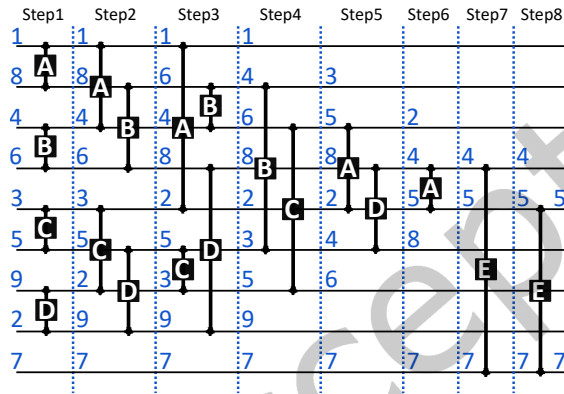 Step1 Step2 Step3 Step4 Step5 Step6 Step7 Step8
1 1 1 1
A
8 8 A 6 4 3
B
4 4 B 4 A 6 5 2
B
6 6 8 8 B 8 A 4 4 4
A
3 3 2 2 C 2 D 5 5 5 5
C
5 5 C 5 D 3 4 8
C E
9 2 D 3 5 6 E
D
2 9 9 9
7 7 7 7 7 7 7 7 7
cept